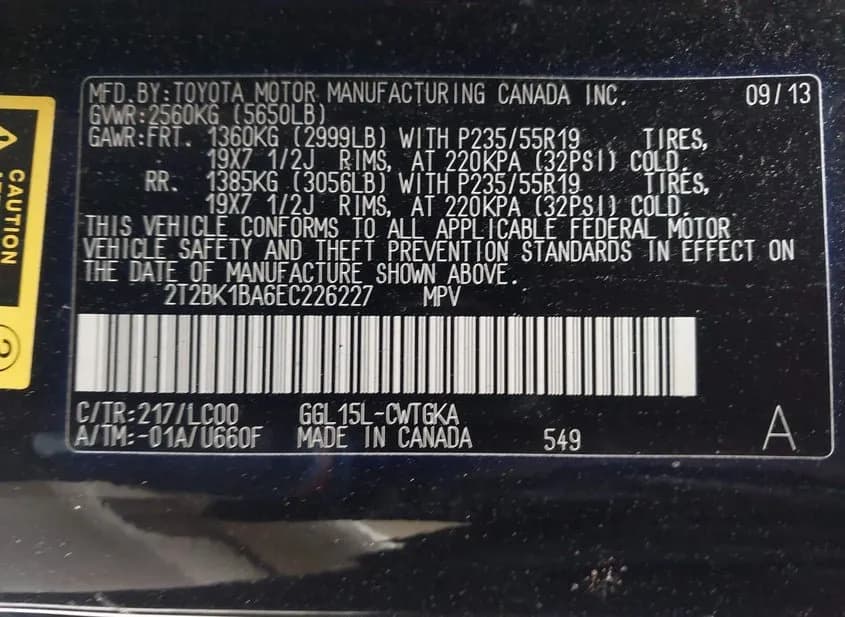 MFD.BY:TOYOTA MOTOR MANUFACTURING CANADA INC. 09/13
GVWR:2560KG (5650LB)
GAWR:FRT. 1360KG (2999LB) WITH P235/55R19 TIRES,
19X7 1/2J RIMS, AT 220KPA (32PSI) COLD.
RR. 1385KG (3056LB) WITH P235/55R19 TIRES,
19X7 1/2J RIMS, AT 220KPA (32PSI) COLD.
THIS VEHICLE CONFORMS TO ALL APPLICABLE FEDERAL MOTOR
VEHICLE SAFETY AND THEFT PREVENTION STANDARDS IN EFFECT ON
THE DATE OF MANUFACTURE SHOWN ABOVE.
2T2BK1BA6EC226227 MPV
C/TR:217/LC00 GGL15L-CWTGKA
A/TM:-01A/U660F MADE IN CANADA 549 A
CAUTION